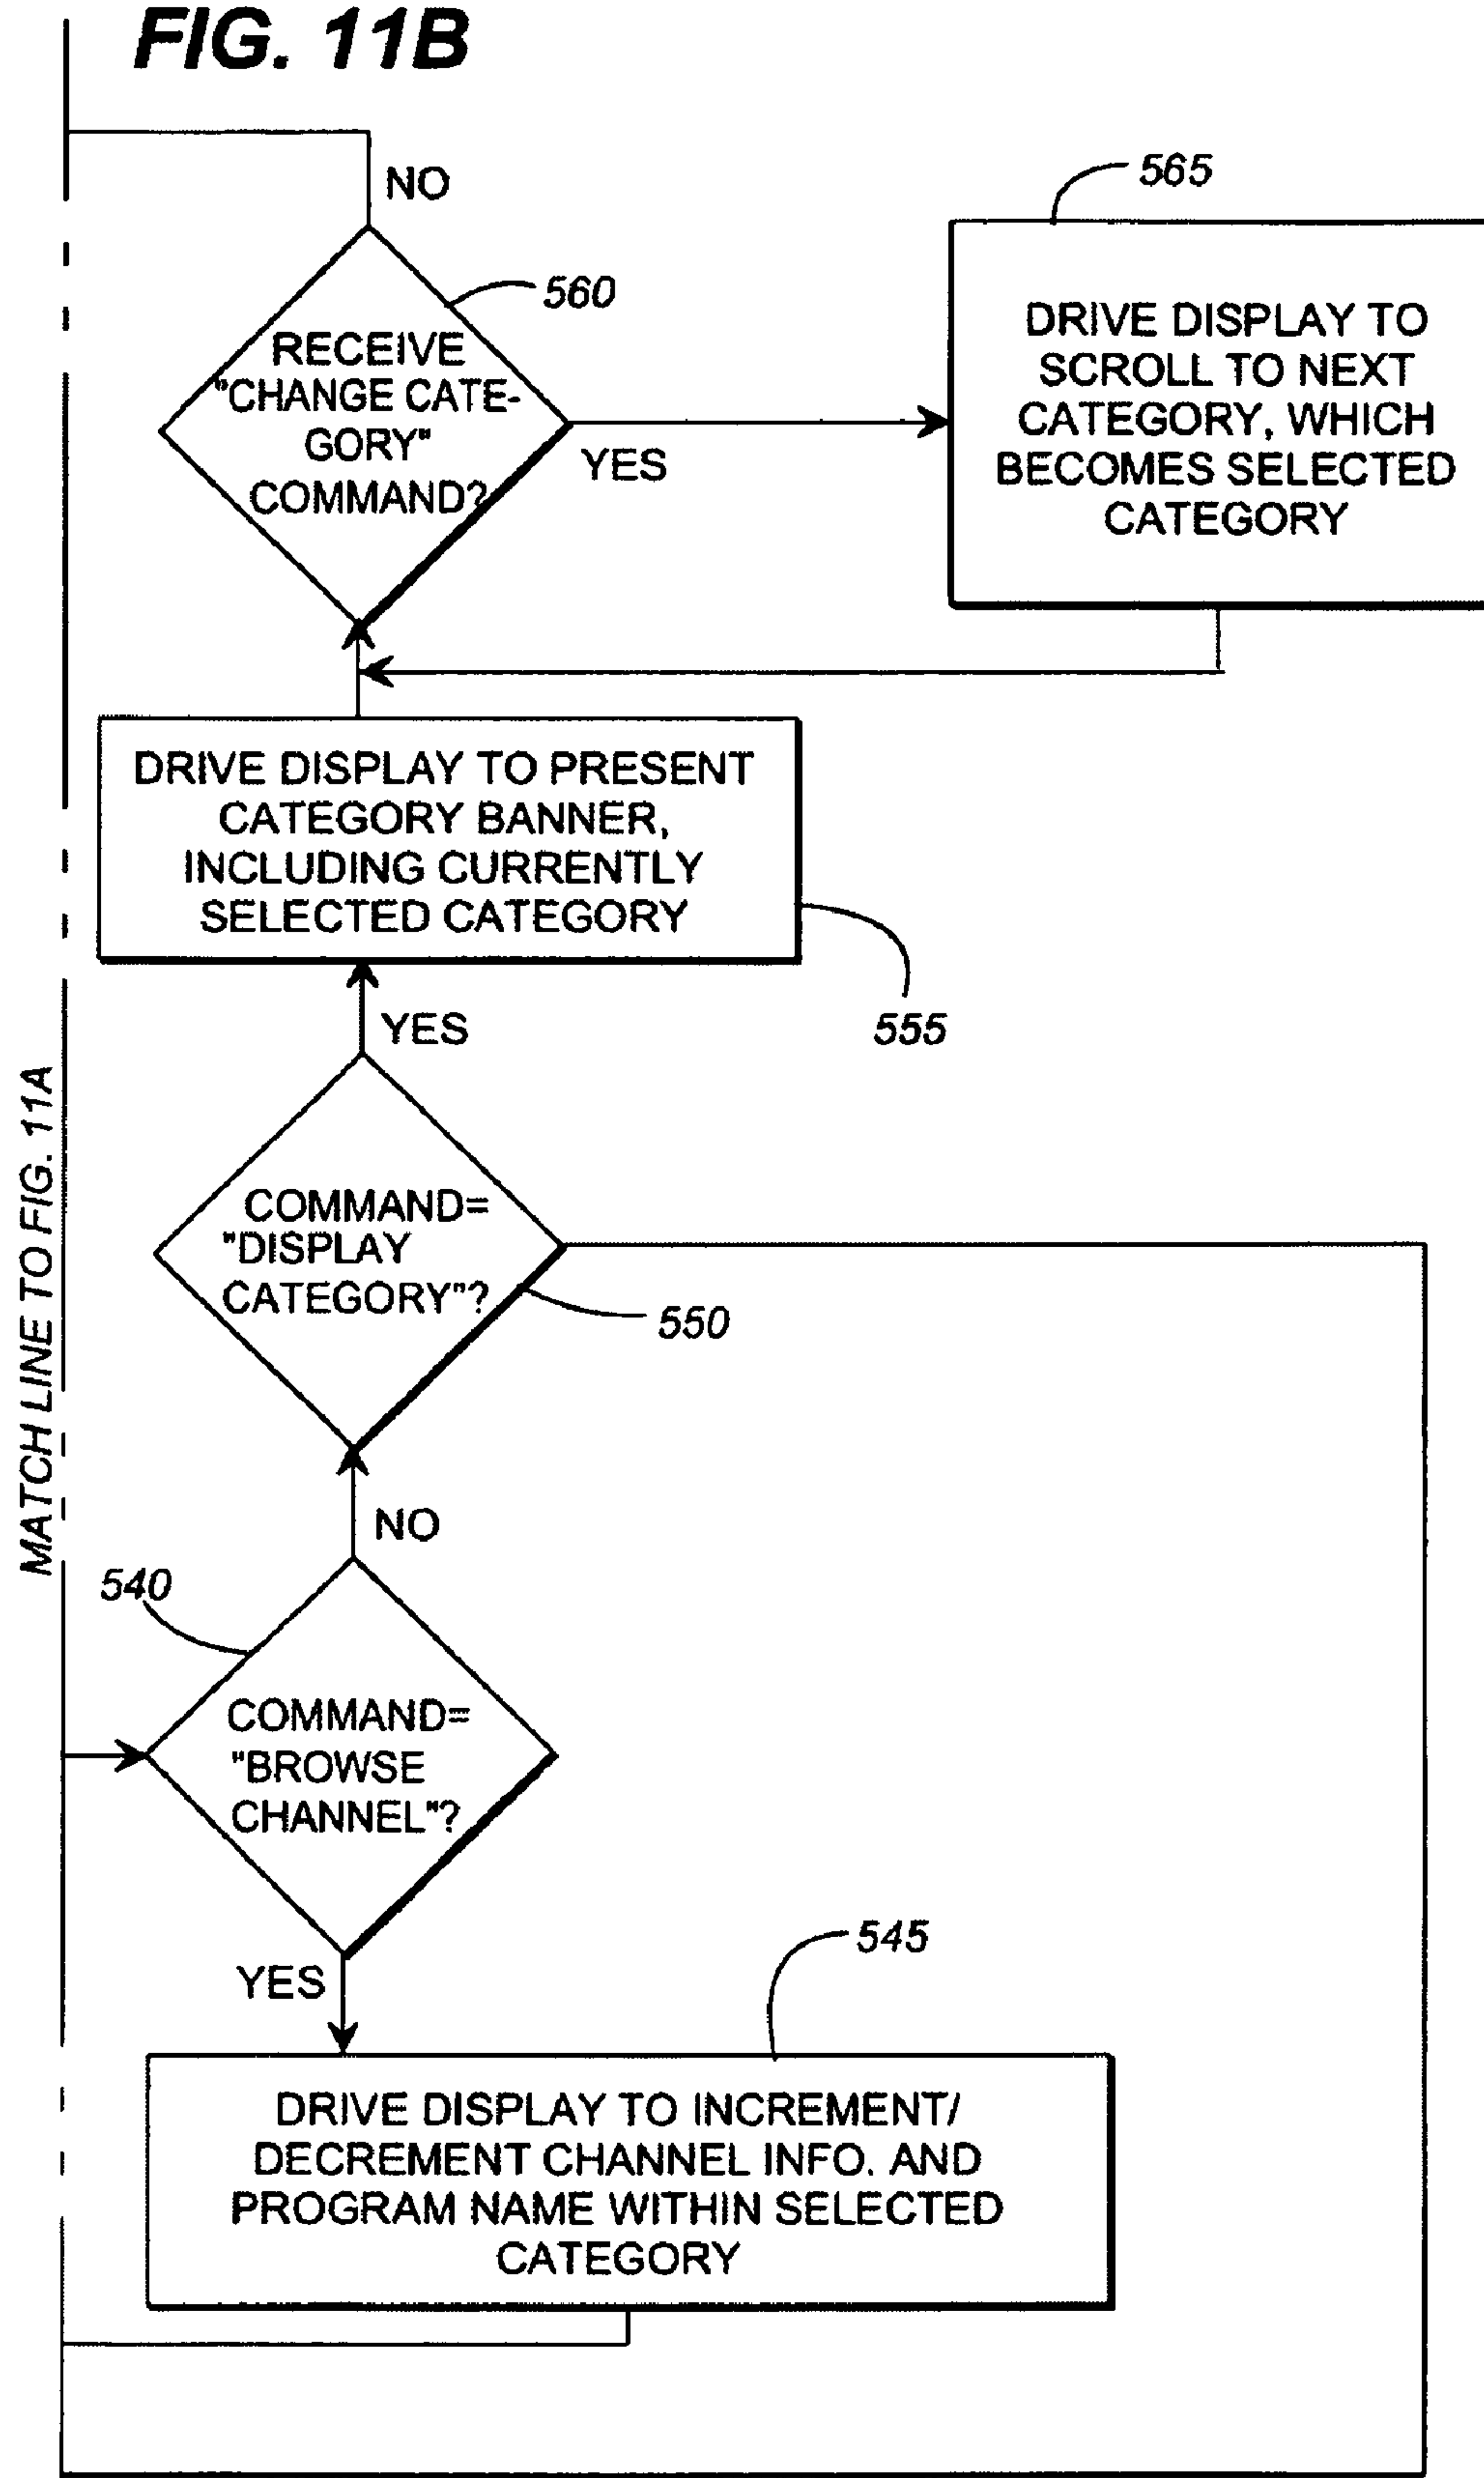 FIG. 11B
NO
565
560
RECEIVE
"CHANGE CATE-
GORY"
COMMAND?
YES
DRIVE DISPLAY TO
SCROLL TO NEXT
CATEGORY, WHICH
BECOMES SELECTED
CATEGORY
DRIVE DISPLAY TO PRESENT
CATEGORY BANNER,
INCLUDING CURRENTLY
SELECTED CATEGORY
555
YES
MATCH LINE TO FIG. 11A
COMMAND=
"DISPLAY
CATEGORY"?
550
NO
540
COMMAND=
"BROWSE
CHANNEL"?
YES
545
DRIVE DISPLAY TO INCREMENT/
DECREMENT CHANNEL INFO. AND
PROGRAM NAME WITHIN SELECTED
CATEGORY